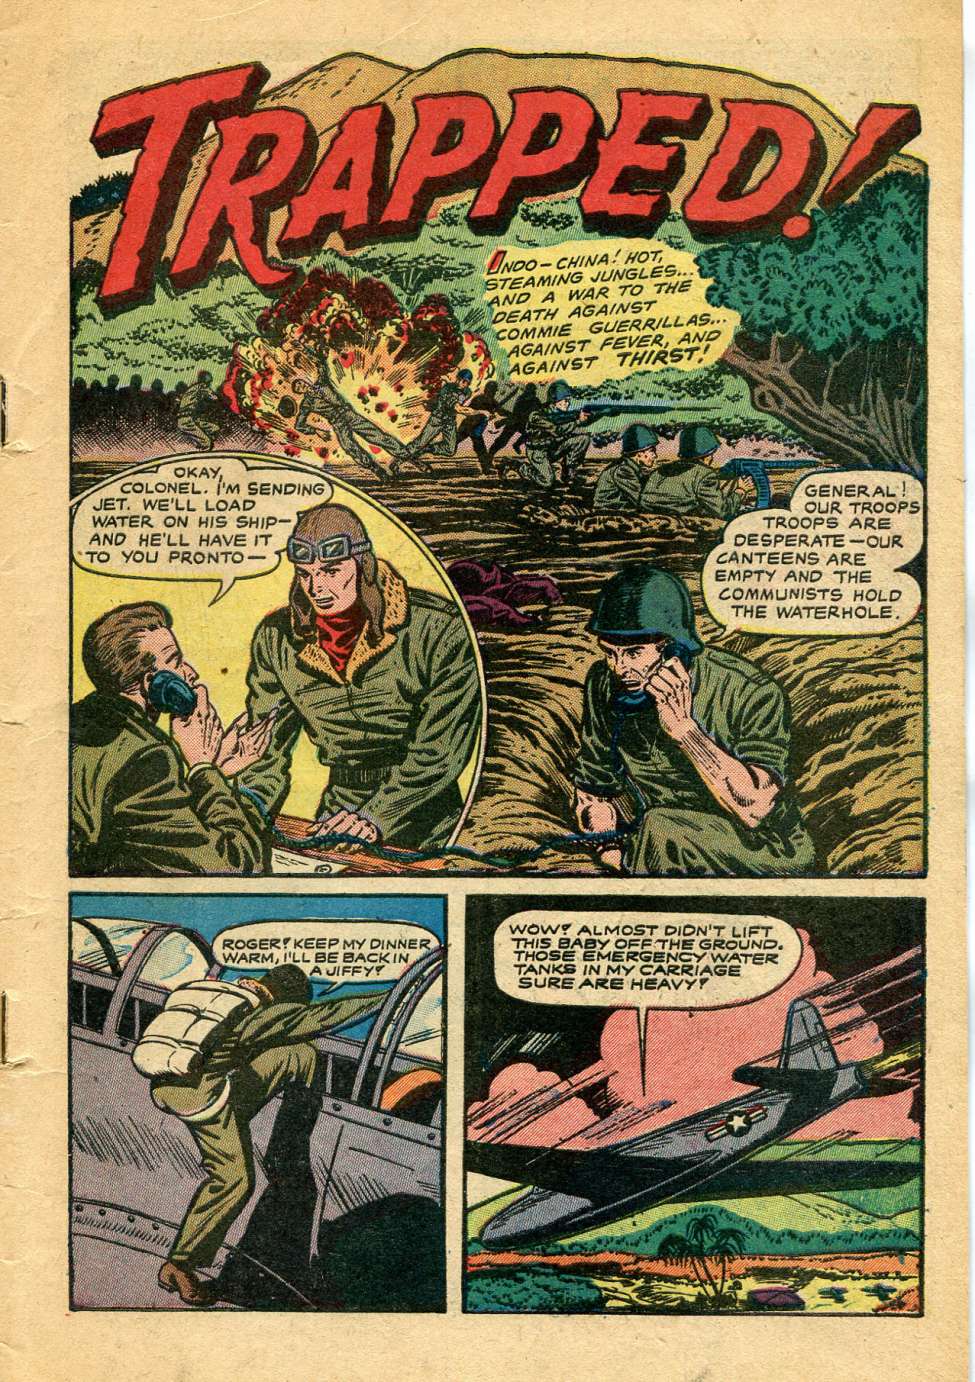 TRAPPED!
INDO-CHINA! HOT,
STEAMING JUNGLES...
AND A WAR TO THE
DEATH AGAINST
COMMIE GUERRILLAS...
AGAINST FEVER, AND
AGAINST THIRST!
OKAY,
COLONEL. I'M SENDING
JET. WE'LL LOAD
WATER ON HIS SHIP-
AND HE'LL HAVE IT
TO YOU PRONTO-
GENERAL!
OUR TROOPS
TROOPS ARE
DESPERATE-OUR
CANTEENS ARE
EMPTY AND THE
COMMUNISTS HOLD
THE WATERHOLE.
ROGER! KEEP MY DINNER
WARM, I'LL BE BACK IN
A JIFFY!
WOW! ALMOST DIDN'T LIFT
THIS BABY OFF THE GROUND.
THOSE EMERGENCY WATER
TANKS IN MY CARRIAGE
SURE ARE HEAVY!